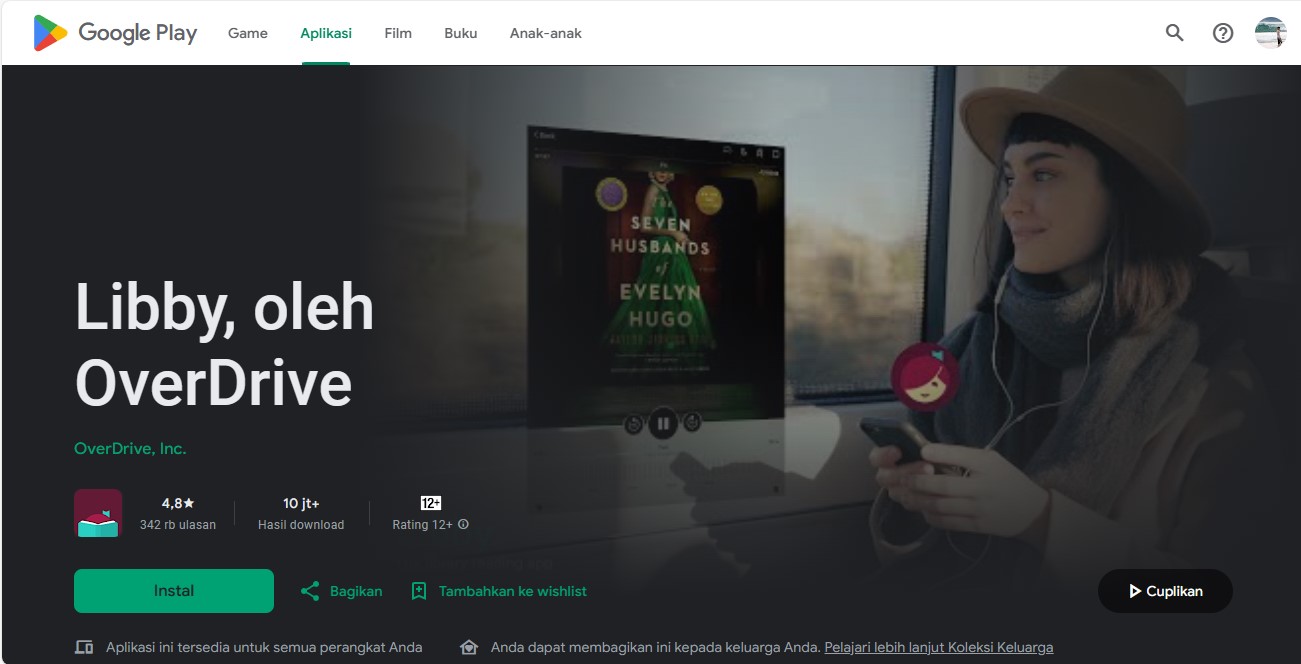 Google Play
Game
Aplikasi
Film
Buku
Anak-anak
The
SEVEN
HUSBANDS
of
EVELYN
HUGO
Libby, oleh
OverDrive
OverDrive, Inc.
4,8★
342 rb ulasan
10 jt+
Hasil download
12+
Rating 12+
Instal
Bagikan
Tambahkan ke wishlist
Cuplikan
Aplikasi ini tersedia untuk semua perangkat Anda
Anda dapat membagikan ini kepada keluarga Anda. Pelajari lebih lanjut Koleksi Keluarga